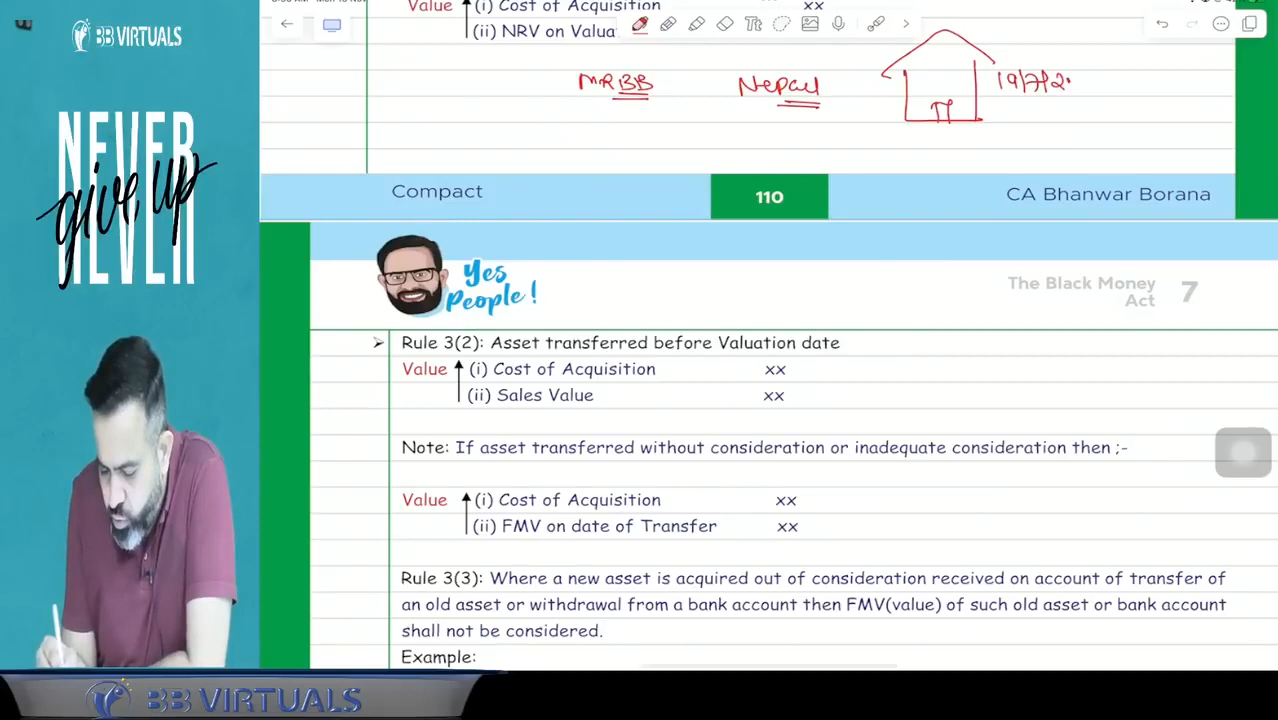 Value (i) Cost of Acquisition xx
(ii) NRV on Valua
MR BB Nepal 19/7/2
BB VIRTUALS
NEVER
give up
NEVER
Compact 110 CA Bhanwar Borana
Yes
People!
The Black Money
Act 7
Rule 3(2): Asset transferred before Valuation date
Value (i) Cost of Acquisition xx
(ii) Sales Value xx
Note: If asset transferred without consideration or inadequate consideration then ;-
Value (i) Cost of Acquisition xx
(ii) FMV on date of Transfer xx
Rule 3(3): Where a new asset is acquired out of consideration received on account of transfer of
an old asset or withdrawal from a bank account then FMV(value) of such old asset or bank account
shall not be considered.
Example:
BB VIRTUALS